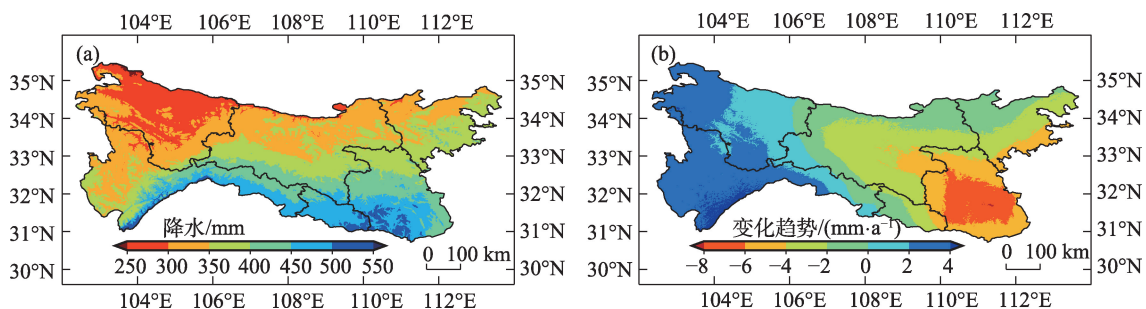 104°E 106°E 108°E 110°E 112°E
(a)
35°N 35°N
34°N 34°N
33°N 33°N
32°N 32°N
31°N 31°N
30°N 30°N
降水/mm
250 300 350 400 450 500 550
0 100 km
104°E 106°E 108°E 110°E 112°E
104°E 106°E 108°E 110°E 112°E
(b)
35°N 35°N
34°N 34°N
33°N 33°N
32°N 32°N
31°N 31°N
30°N 30°N
变化趋势/(mm·a⁻¹)
−8 −6 −4 −2 0 2 4
0 100 km
104°E 106°E 108°E 110°E 112°E